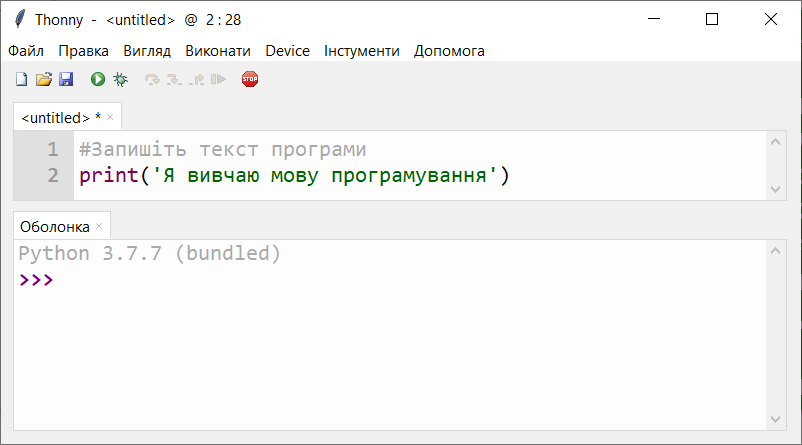 Thonny - <untitled> @ 2:28
Файл Правка Вигляд Виконати Device Інстументи Допомога
STOP
<untitled> *
1 #Запишіть текст програми
2 print('Я вивчаю мову програмування')
Оболонка
Python 3.7.7 (bundled)
>>>